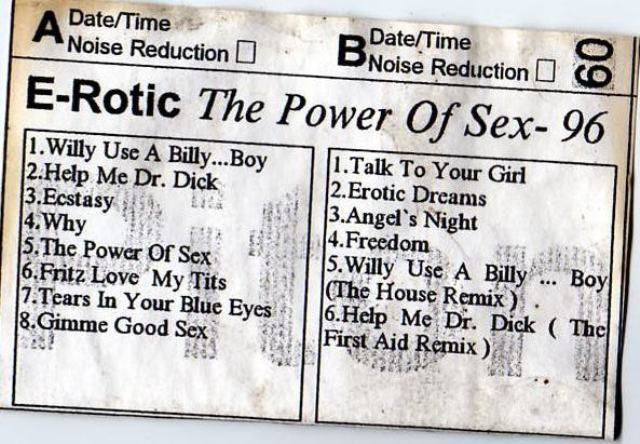 A Date/Time
Noise Reduction
B Date/Time
Noise Reduction
60
E-Rotic The Power Of Sex- 96
1.Willy Use A Billy...Boy
2.Help Me Dr. Dick
3.Ecstasy
4.Why
5.The Power Of Sex
6.Fritz Love My Tits
7.Tears In Your Blue Eyes
8.Gimme Good Sex
1.Talk To Your Girl
2.Erotic Dreams
3.Angel`s Night
4.Freedom
5.Willy Use A Billy ... Boy
(The House Remix )
6.Help Me Dr. Dick ( The
First Aid Remix )